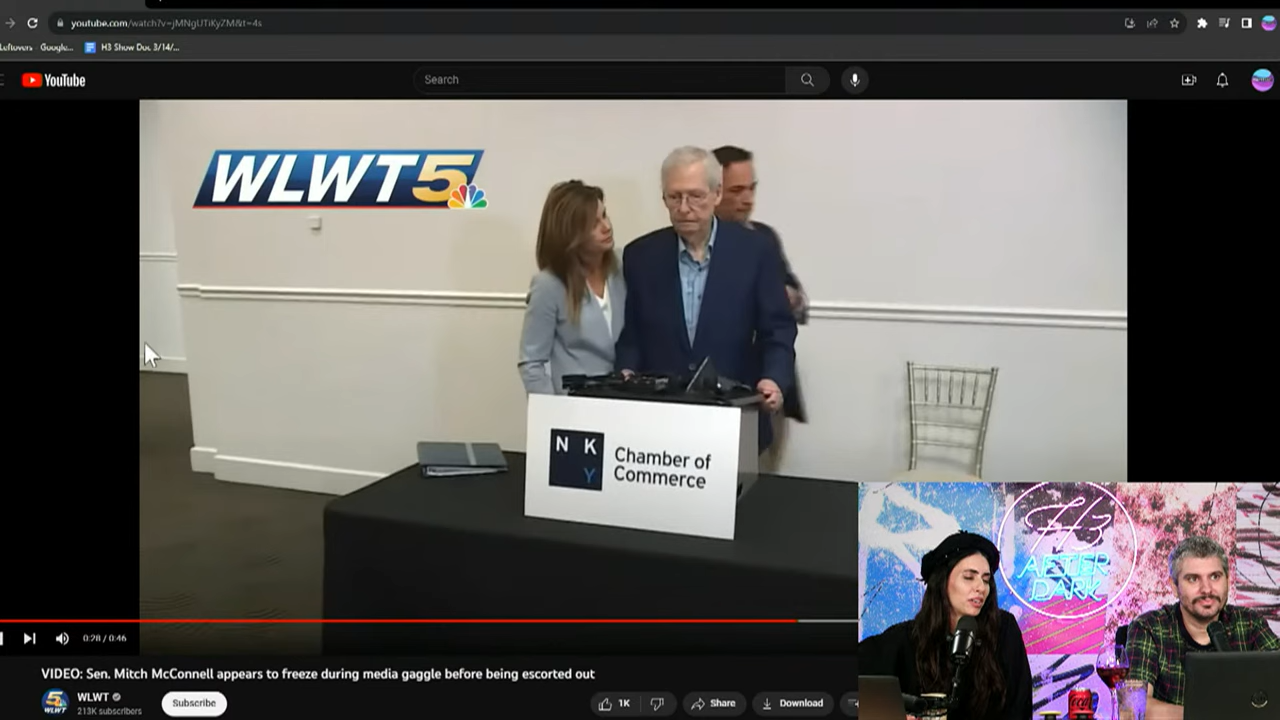 youtube.com/watch?v=jMNgUTiKyZM&t=4s
Leftovers - Google...
H3 Show Doc 3/14/...
YouTube
Search
WLWT5
N K
Y
Chamber of
Commerce
H3
AFTER
DARK
0:28 / 0:46
VIDEO: Sen. Mitch McConnell appears to freeze during media gaggle before being escorted out
WLWT
213K subscribers
Subscribe
1K
Share
Download